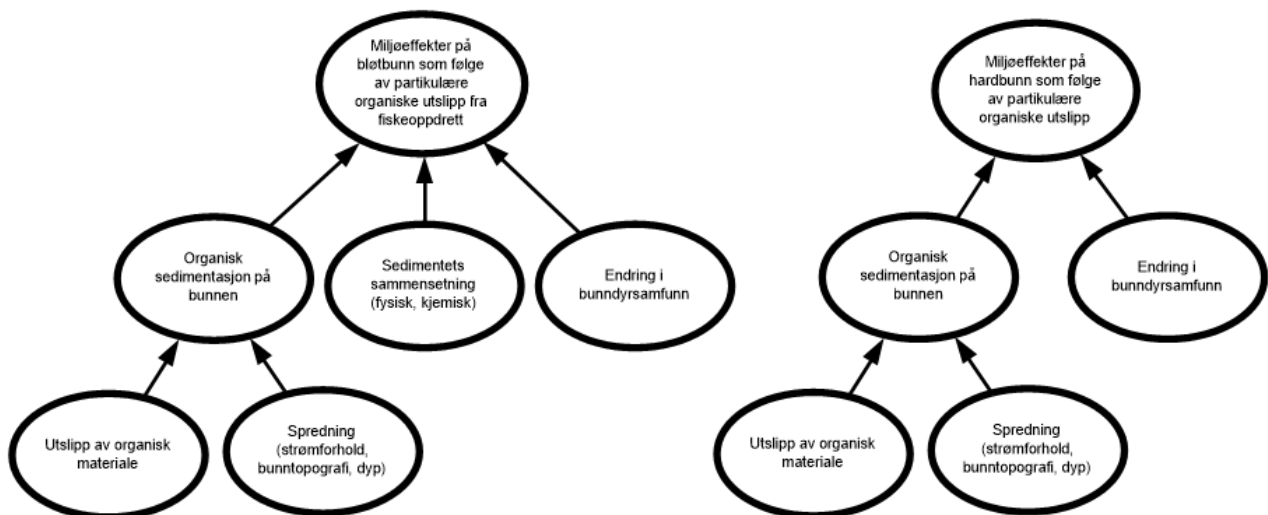 Miljøeffekter på
bløtbunn som følge
av partikulære
organiske utslipp fra
fiskeoppdrett
Organisk
sedimentasjon på
bunnen
Sedimentets
sammensetning
(fysisk, kjemisk)
Endring i
bunndyrsamfunn
Utslipp av organisk
materiale
Spredning
(strømforhold,
bunntopografi, dyp)
Miljøeffekter på
hardbunn som følge
av partikulære
organiske utslipp
Organisk
sedimentasjon på
bunnen
Endring i
bunndyrsamfunn
Utslipp av organisk
materiale
Spredning
(strømforhold,
bunntopografi, dyp)